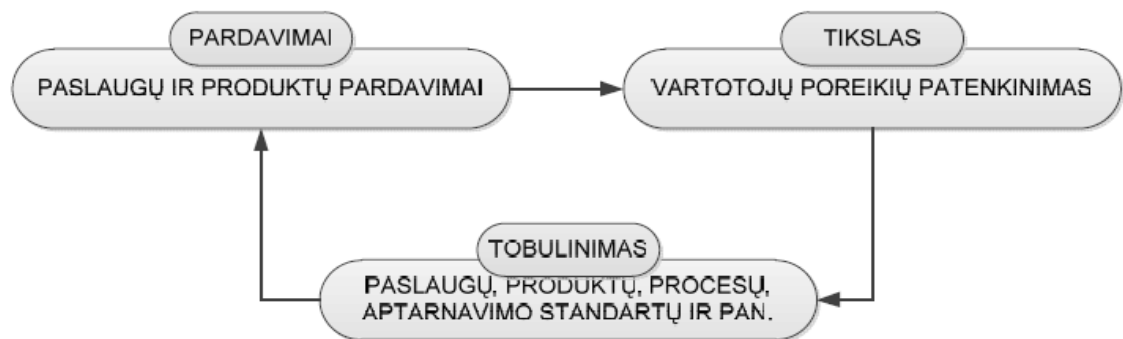 PARDAVIMAI
PASLAUGŲ IR PRODUKTŲ PARDAVIMAI
TIKSLAS
VARTOTOJŲ POREIKIŲ PATENKINIMAS
TOBULINIMAS
PASLAUGŲ, PRODUKTŲ, PROCESŲ,
APTARNAVIMO STANDARTŲ IR PAN.